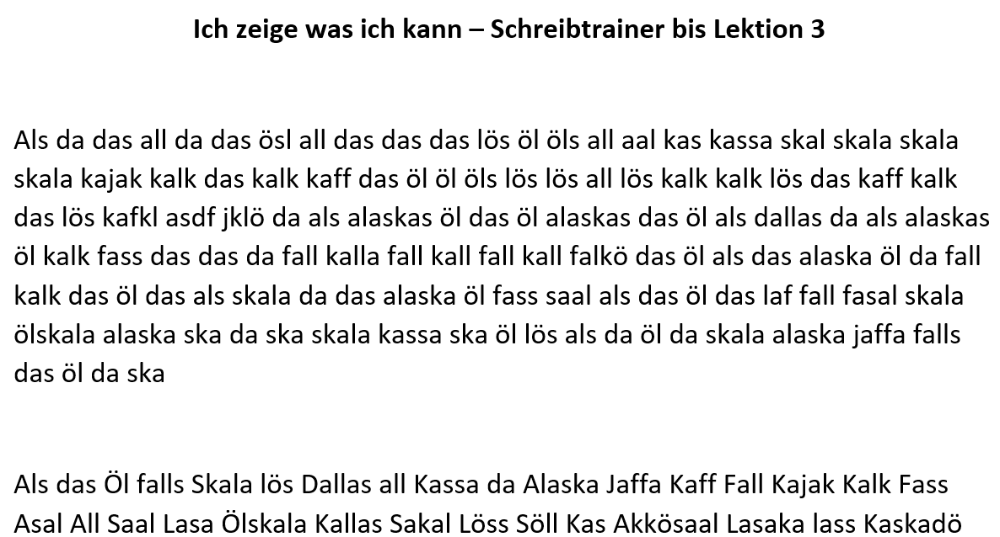 Ich zeige was ich kann – Schreibtrainer bis Lektion 3
Als da das all da das ösl all das das das lös öl öls all aal kas kassa skal skala skala
skala kajak kalk das kalk kaff das öl öl öls lös lös all lös kalk kalk lös das kaff kalk
das lös kafkl asdf jklö da als alaskas öl das öl alaskas das öl als dallas da als alaskas
öl kalk fass das das da fall kalla fall kall fall kall falkö das öl als das alaska öl da fall
kalk das öl das als skala da das alaska öl fass saal als das öl das laf fall fasal skala
ölskala alaska ska da ska skala kassa ska öl lös als da öl da skala alaska jaffa falls
das öl da ska
Als das Öl falls Skala lös Dallas all Kassa da Alaska Jaffa Kaff Fall Kajak Kalk Fass
Asal All Saal Lasa Ölskala Kallas Sakal Löss Söll Kas Akkösaal Lasaka lass Kaskadö